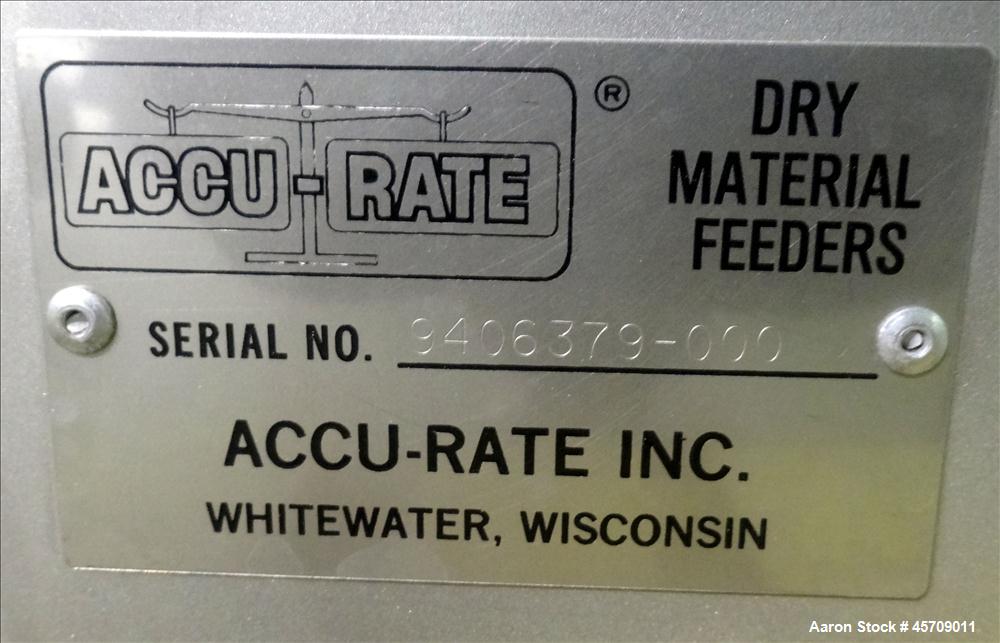 ACCU-RATE ®
DRY
MATERIAL
FEEDERS
SERIAL NO. 9406379-000
ACCU-RATE INC.
WHITEWATER, WISCONSIN
Aaron Stock # 45709011